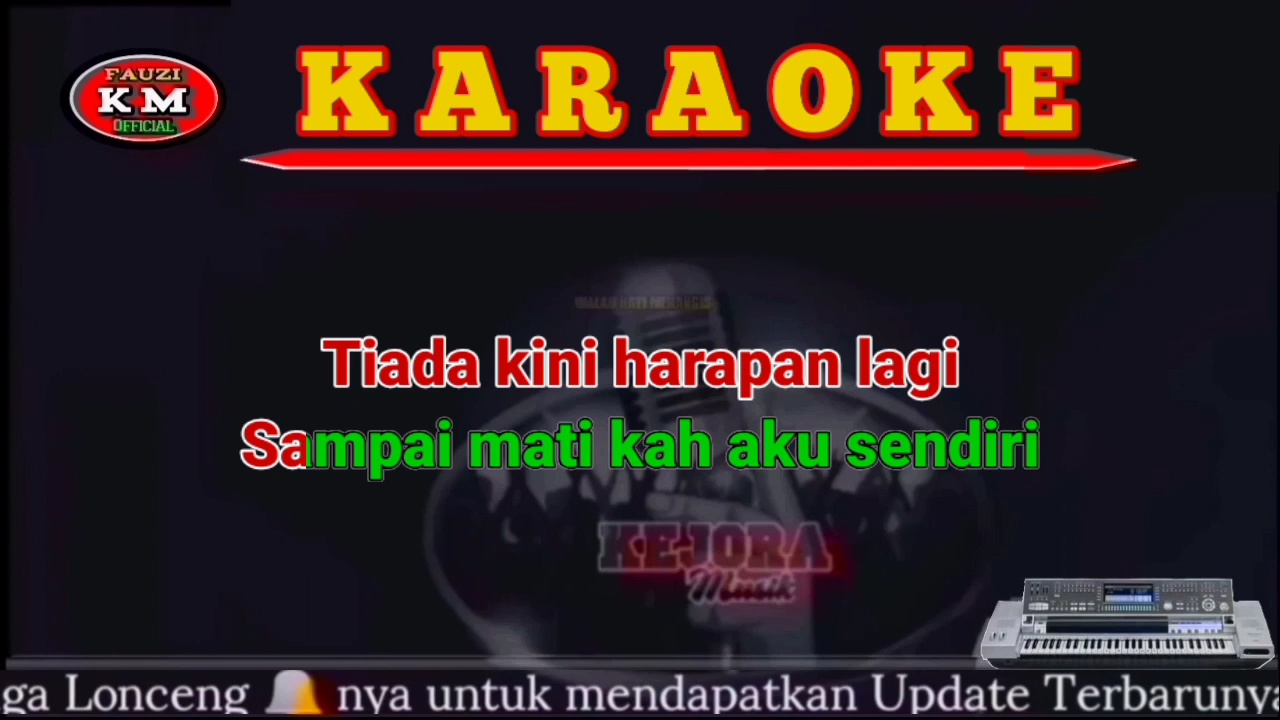 FAUZI
KM
OFFICIAL
KARAOKE
Tiada kini harapan lagi
Sampai mati kah aku sendiri
KEJORA
Musik
ga Lonceng 🔔 nya untuk mendapatkan Update Terbarunya